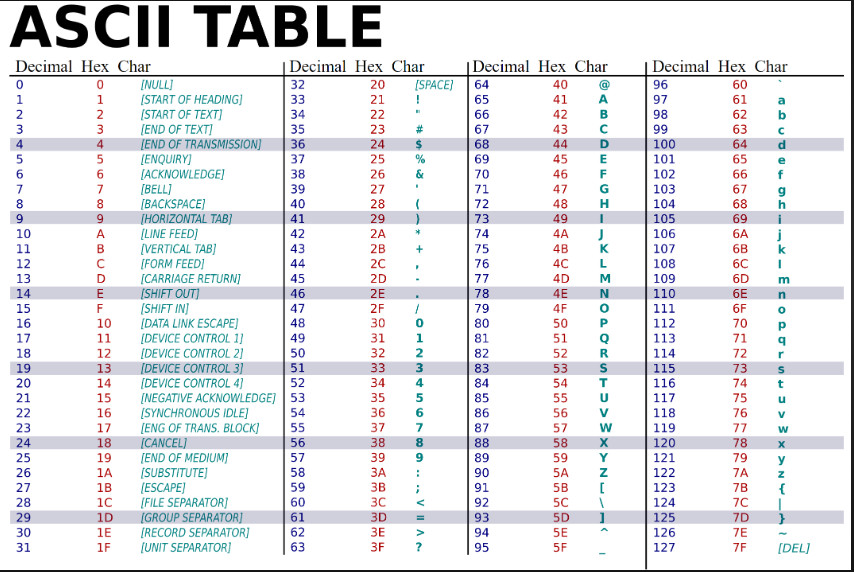 ASCII TABLE
Decimal Hex Char Decimal Hex Char Decimal Hex Char Decimal Hex Char
0 0 [NULL] 32 20 [SPACE] 64 40 @ 96 60 `
1 1 [START OF HEADING] 33 21 ! 65 41 A 97 61 a
2 2 [START OF TEXT] 34 22 " 66 42 B 98 62 b
3 3 [END OF TEXT] 35 23 # 67 43 C 99 63 c
4 4 [END OF TRANSMISSION] 36 24 $ 68 44 D 100 64 d
5 5 [ENQUIRY] 37 25 % 69 45 E 101 65 e
6 6 [ACKNOWLEDGE] 38 26 & 70 46 F 102 66 f
7 7 [BELL] 39 27 ' 71 47 G 103 67 g
8 8 [BACKSPACE] 40 28 ( 72 48 H 104 68 h
9 9 [HORIZONTAL TAB] 41 29 ) 73 49 I 105 69 i
10 A [LINE FEED] 42 2A * 74 4A J 106 6A j
11 B [VERTICAL TAB] 43 2B + 75 4B K 107 6B k
12 C [FORM FEED] 44 2C , 76 4C L 108 6C l
13 D [CARRIAGE RETURN] 45 2D - 77 4D M 109 6D m
14 E [SHIFT OUT] 46 2E . 78 4E N 110 6E n
15 F [SHIFT IN] 47 2F / 79 4F O 111 6F o
16 10 [DATA LINK ESCAPE] 48 30 0 80 50 P 112 70 p
17 11 [DEVICE CONTROL 1] 49 31 1 81 51 Q 113 71 q
18 12 [DEVICE CONTROL 2] 50 32 2 82 52 R 114 72 r
19 13 [DEVICE CONTROL 3] 51 33 3 83 53 S 115 73 s
20 14 [DEVICE CONTROL 4] 52 34 4 84 54 T 116 74 t
21 15 [NEGATIVE ACKNOWLEDGE] 53 35 5 85 55 U 117 75 u
22 16 [SYNCHRONOUS IDLE] 54 36 6 86 56 V 118 76 v
23 17 [ENG OF TRANS. BLOCK] 55 37 7 87 57 W 119 77 w
24 18 [CANCEL] 56 38 8 88 58 X 120 78 x
25 19 [END OF MEDIUM] 57 39 9 89 59 Y 121 79 y
26 1A [SUBSTITUTE] 58 3A : 90 5A Z 122 7A z
27 1B [ESCAPE] 59 3B ; 91 5B [ 123 7B {
28 1C [FILE SEPARATOR] 60 3C < 92 5C \ 124 7C |
29 1D [GROUP SEPARATOR] 61 3D = 93 5D ] 125 7D }
30 1E [RECORD SEPARATOR] 62 3E > 94 5E ^ 126 7E ~
31 1F [UNIT SEPARATOR] 63 3F ? 95 5F _ 127 7F [DEL]